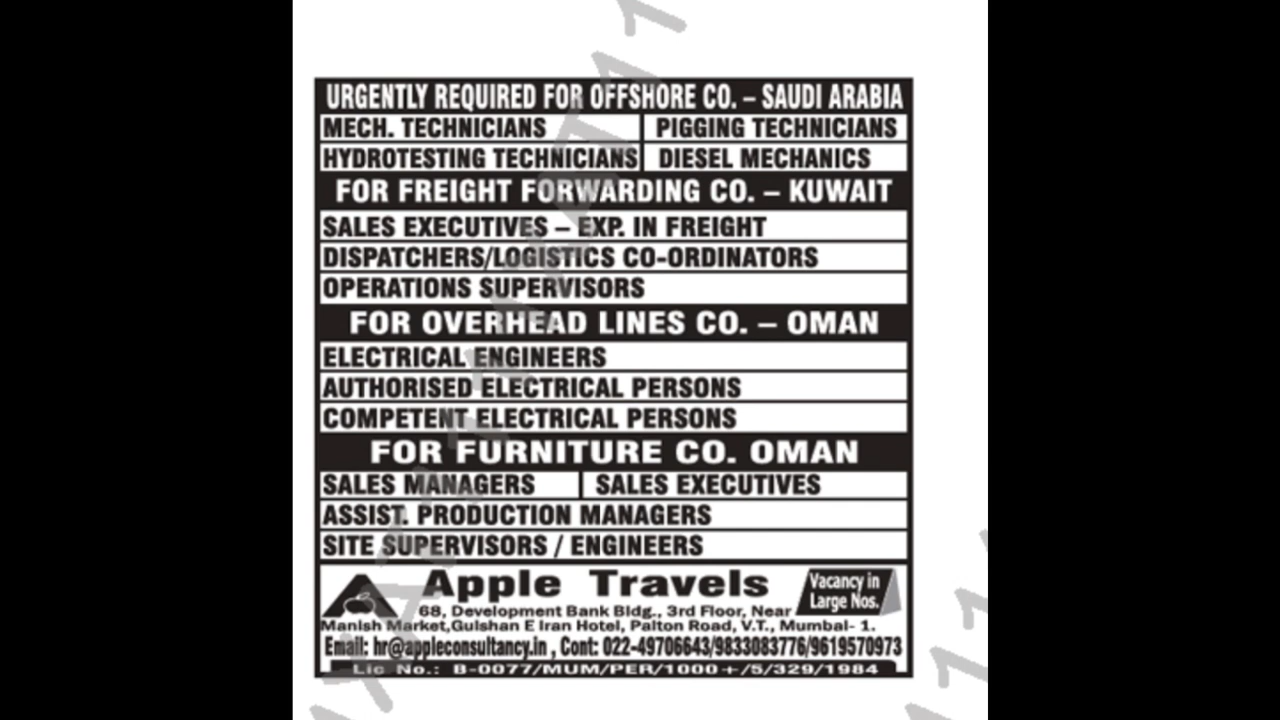 URGENTLY REQUIRED FOR OFFSHORE CO. – SAUDI ARABIA
MECH. TECHNICIANS PIGGING TECHNICIANS
HYDROTESTING TECHNICIANS DIESEL MECHANICS
FOR FREIGHT FORWARDING CO. – KUWAIT
SALES EXECUTIVES – EXP. IN FREIGHT
DISPATCHERS/LOGISTICS CO-ORDINATORS
OPERATIONS SUPERVISORS
FOR OVERHEAD LINES CO. – OMAN
ELECTRICAL ENGINEERS
AUTHORISED ELECTRICAL PERSONS
COMPETENT ELECTRICAL PERSONS
FOR FURNITURE CO. OMAN
SALES MANAGERS SALES EXECUTIVES
ASSIST. PRODUCTION MANAGERS
SITE SUPERVISORS / ENGINEERS
Apple Travels
Vacancy in
Large Nos.
68, Development Bank Bldg., 3rd Floor, Near
Manish Market,Gulshan E Iran Hotel, Palton Road, V.T., Mumbai- 1.
Email: hr@appleconsultancy.in , Cont: 022-49706643/9833083776/9619570973
Lic No.: B-0077/MUM/PER/1000+/5/329/1984